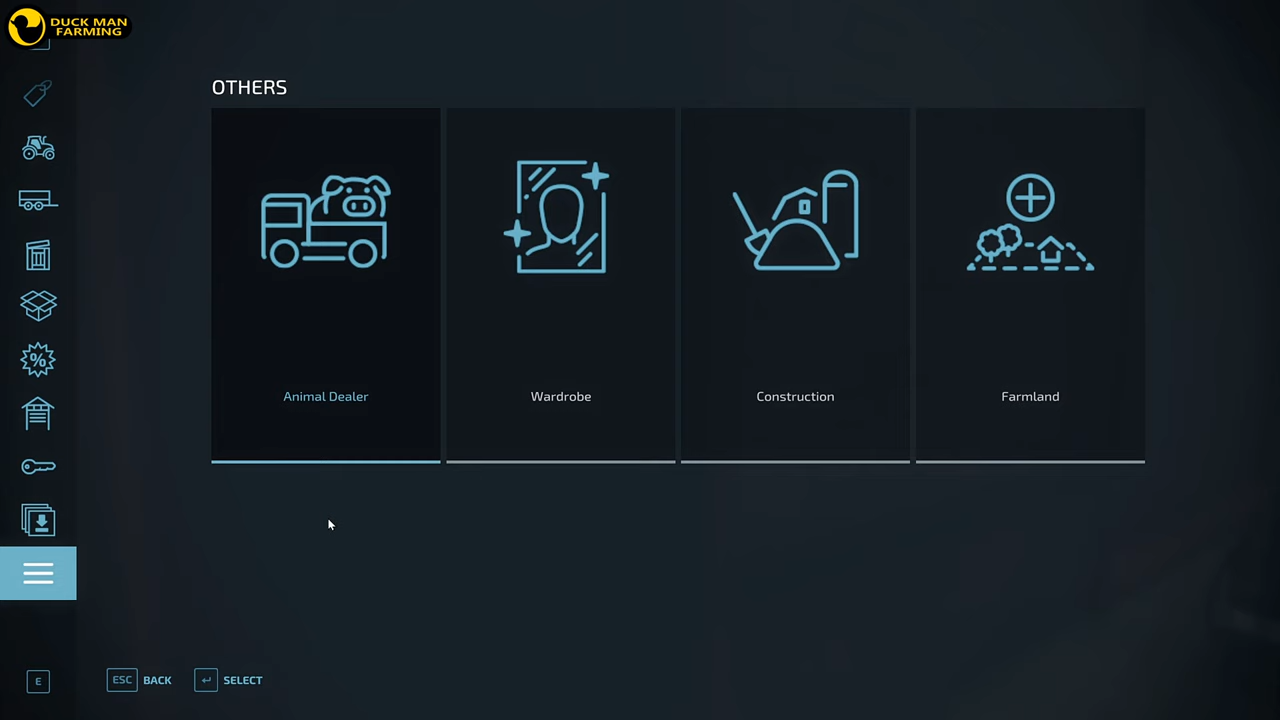 DUCK MAN
FARMING
OTHERS
%
Animal Dealer
Wardrobe
Construction
Farmland
E
ESC BACK
SELECT